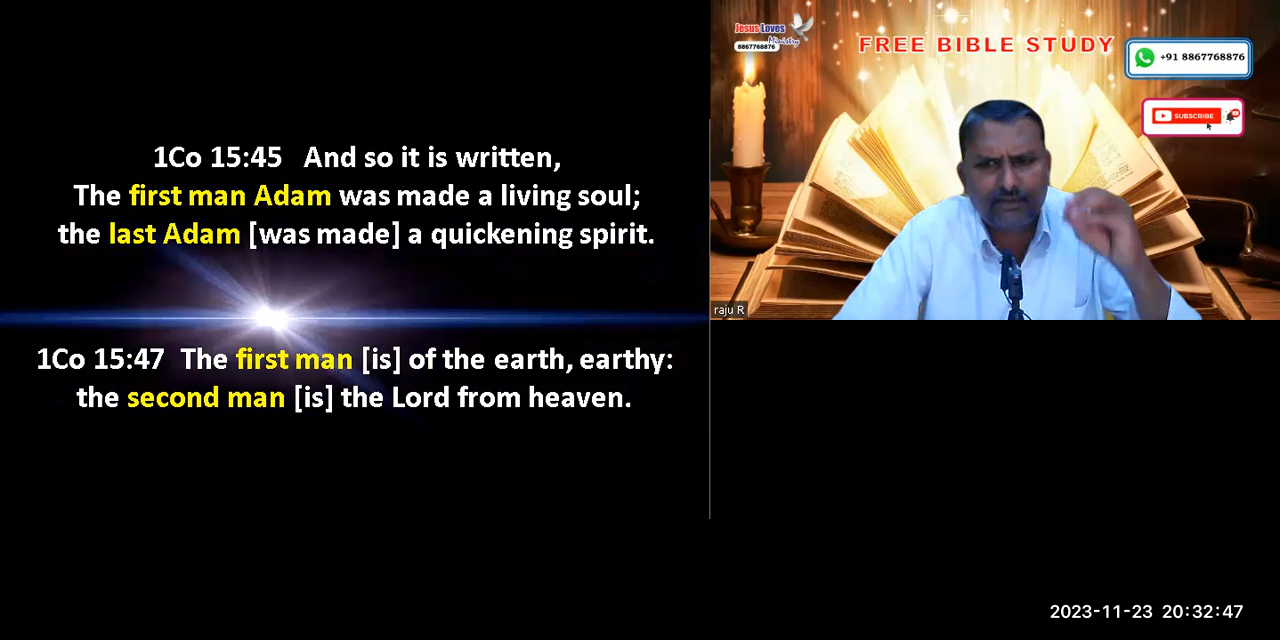 1Co 15:45 And so it is written,
The first man Adam was made a living soul;
the last Adam [was made] a quickening spirit.
1Co 15:47 The first man [is] of the earth, earthy:
the second man [is] the Lord from heaven.
Jesus Loves
Ministry
8867768876
FREE BIBLE STUDY
+91 8867768876
SUBSCRIBE
raju R
2023-11-23 20:32:47